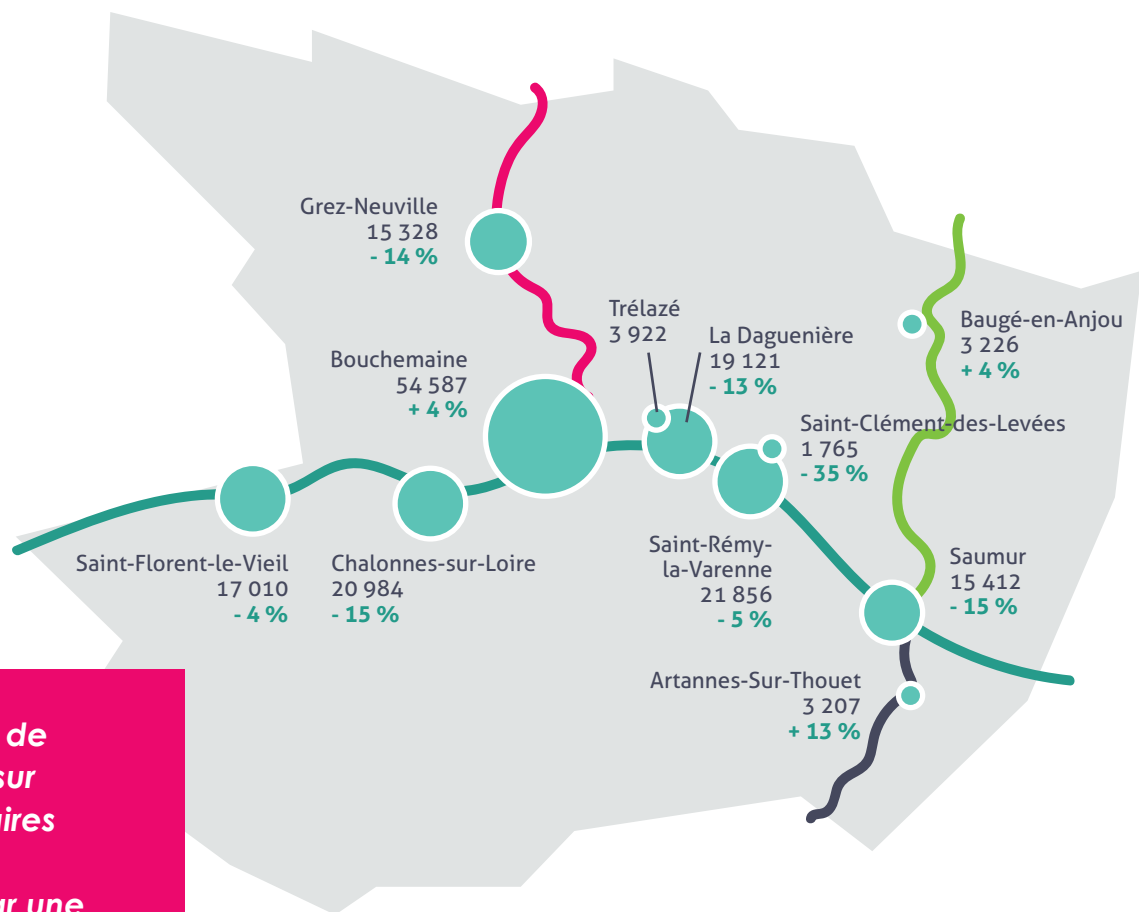 Grez-Neuville
15 328
- 14 %
Trélazé
3 922
La Daguenière
19 121
- 13 %
Baugé-en-Anjou
3 226
+ 4 %
Bouchemaine
54 587
+ 4 %
Saint-Clément-des-Levées
1 765
- 35 %
Saint-Florent-le-Vieil
17 010
- 4 %
Chalonnes-sur-Loire
20 984
- 15 %
Saint-Rémy-
la-Varenne
21 856
- 5 %
Saumur
15 412
- 15 %
Artannes-Sur-Thouet
3 207
+ 13 %
de
sur
une